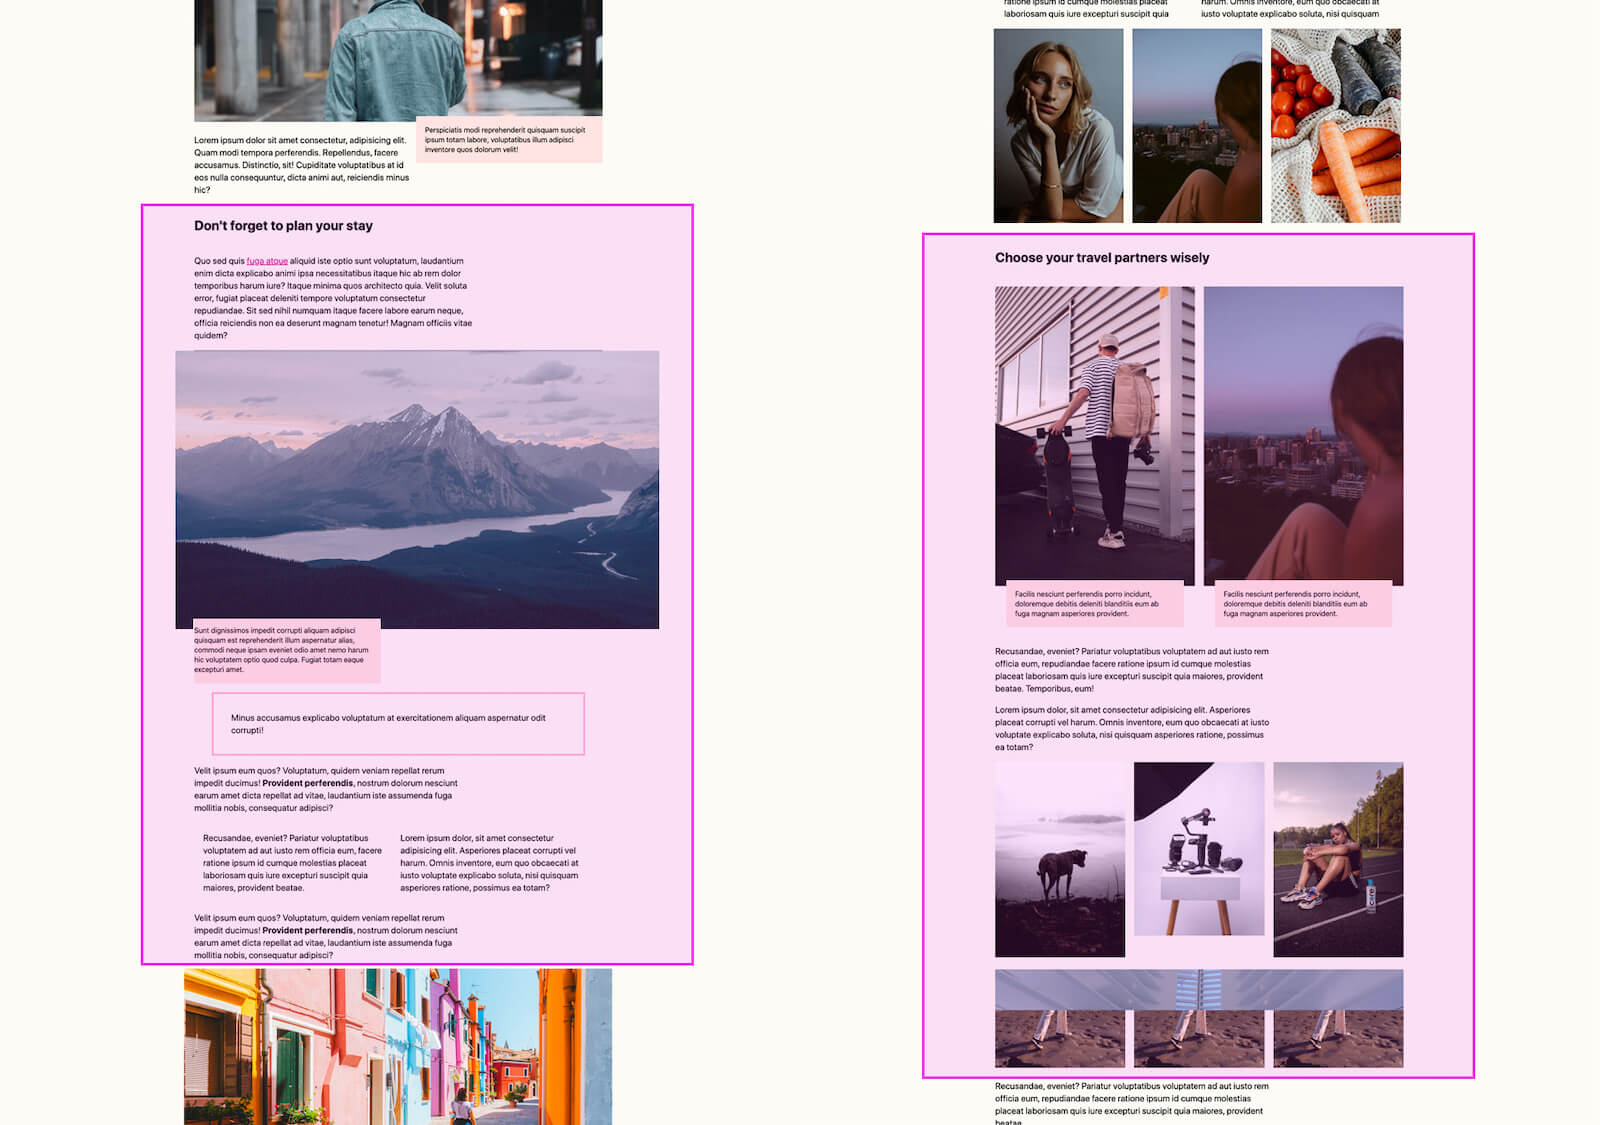 Perspiciatis modi reprehenderit quisquam suscipit
ipsum totam labore, voluptatibus illum adipisci
inventore quos dolorum velit!
Lorem ipsum dolor sit amet consectetur, adipisicing elit.
Quam modi tempora perferendis. Repellendus, facere
accusamus. Distinctio, sit! Cupiditate voluptatibus at id
eos nulla consequuntur, dicta animi aut, reiciendis minus
hic?
Don't forget to plan your stay
Quo sed quis fuga atque aliquid iste optio sunt voluptatum, laudantium
enim dicta explicabo animi ipsa necessitatibus itaque hic ab rem dolor
temporibus harum iure? Itaque minima quos architecto quia. Velit soluta
error, fugiat placeat deleniti tempore voluptatum consectetur
repudiandae. Sit sed nihil numquam itaque facere labore earum neque,
officia reiciendis non ea deserunt magnam tenetur! Magnam officiis vitae
quidem?
Sunt dignissimos impedit corrupti aliquam adipisci
quisquam est reprehenderit illum aspernatur alias,
commodi neque ipsam eveniet odio amet nemo harum
hic voluptatem optio quod culpa. Fugiat totam eaque
excepturi amet.
Minus accusamus explicabo voluptatum at exercitationem aliquam aspernatur odit
corrupti!
Velit ipsum eum quos? Voluptatum, quidem veniam repellat rerum
impedit ducimus! Provident perferendis, nostrum dolorum nesciunt
earum amet dicta repellat ad vitae, laudantium iste assumenda fuga
mollitia nobis, consequatur adipisci?
Recusandae, eveniet? Pariatur voluptatibus
voluptatem ad aut iusto rem officia eum, facere
ratione ipsum id cumque molestias placeat
laboriosam quis iure excepturi suscipit quia
maiores, provident beatae.
Lorem ipsum dolor, sit amet consectetur
adipisicing elit. Asperiores placeat corrupti vel
harum. Omnis inventore, eum quo obcaecati at
iusto voluptate explicabo soluta, nisi quisquam
asperiores ratione, possimus ea totam?
Velit ipsum eum quos? Voluptatum, quidem veniam repellat rerum
impedit ducimus! Provident perferendis, nostrum dolorum nesciunt
earum amet dicta repellat ad vitae, laudantium iste assumenda fuga
mollitia nobis, consequatur adipisci?
ratione ipsum id cumque molestias placeat
laboriosam quis iure excepturi suscipit quia
harum. Omnis inventore, eum quo obcaecati at
iusto voluptate explicabo soluta, nisi quisquam
Choose your travel partners wisely
Facilis nesciunt perferendis porro incidunt,
doloremque debitis deleniti blanditiis eum ab
fuga magnam asperiores provident.
Facilis nesciunt perferendis porro incidunt,
doloremque debitis deleniti blanditiis eum ab
fuga magnam asperiores provident.
Recusandae, eveniet? Pariatur voluptatibus voluptatem ad aut iusto rem
officia eum, repudiandae facere ratione ipsum id cumque molestias
placeat laboriosam quis iure excepturi suscipit quia maiores, provident
beatae. Temporibus, eum!
Lorem ipsum dolor, sit amet consectetur adipisicing elit. Asperiores
placeat corrupti vel harum. Omnis inventore, eum quo obcaecati at iusto
voluptate explicabo soluta, nisi quisquam asperiores ratione, possimus
ea totam?
Recusandae, eveniet? Pariatur voluptatibus voluptatem ad aut iusto rem
officia eum, repudiandae facere ratione ipsum id cumque molestias
placeat laboriosam quis iure excepturi suscipit quia maiores, provident
beatae